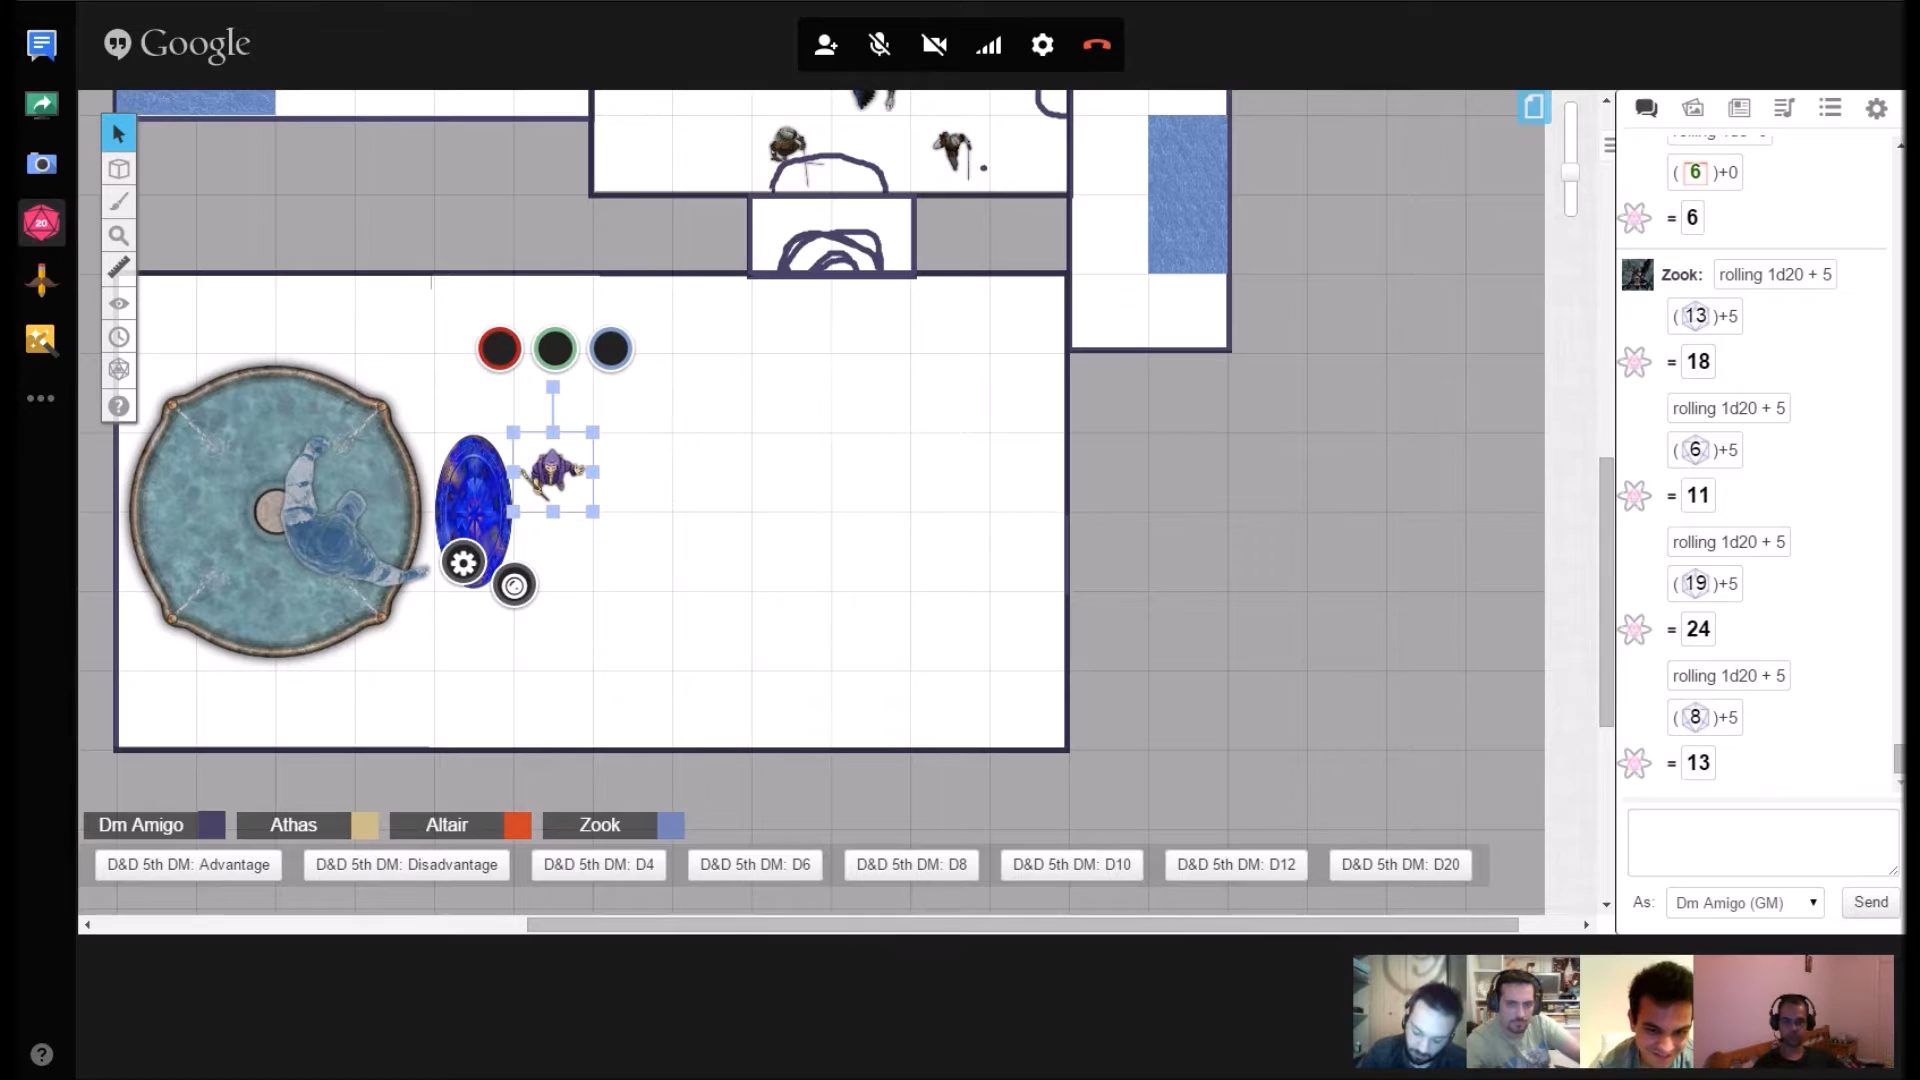 Google
20
( 6 )+0
= 6
Zook: rolling 1d20 + 5
( 13 )+5
= 18
rolling 1d20 + 5
( 6 )+5
= 11
rolling 1d20 + 5
( 19 )+5
= 24
rolling 1d20 + 5
( 8 )+5
= 13
Dm Amigo Athas Altair Zook
D&D 5th DM: Advantage D&D 5th DM: Disadvantage D&D 5th DM: D4 D&D 5th DM: D6 D&D 5th DM: D8 D&D 5th DM: D10 D&D 5th DM: D12 D&D 5th DM: D20
As: Dm Amigo (GM) Send